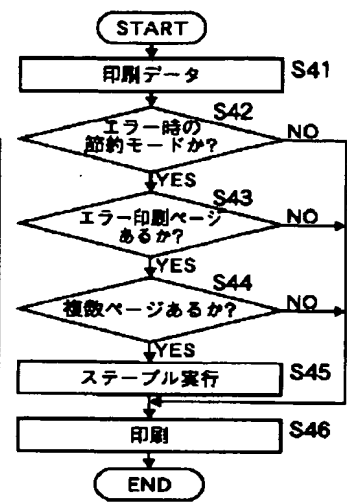 START
印刷データ
S41
S42
エラー時の
節約モードか?
NO
YES
S43
エラー印刷ページ
あるか?
NO
YES
S44
複数ページあるか?
NO
YES
ステープル実行
S45
印刷
S46
END